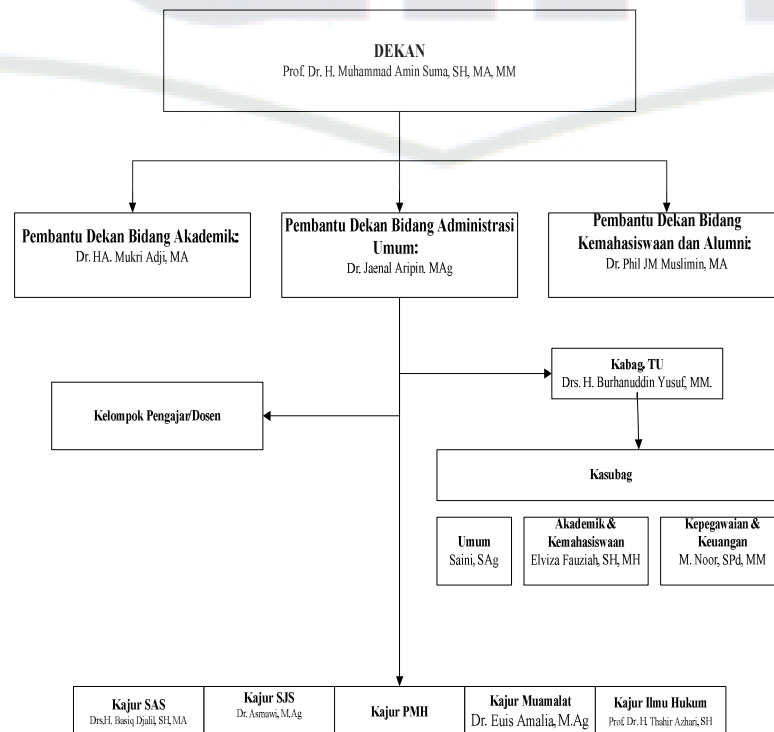 DEKAN
Prof. Dr. H. Muhammad Amin Suma, SH, MA, MM
Pembantu Dekan Bidang Akademik:
Dr. HA. Mukri Adji, MA
Pembantu Dekan Bidang Administrasi
Umum:
Dr. Jaenal Aripin. MAg
Pembantu Dekan Bidang
Kemahasiswaan dan Alumni:
Dr. Phil JM Muslimin, MA
Kabag. TU
Drs. H. Burhanuddin Yusuf, MM.
Kelompok Pengajar/Dosen
Kasubag
Umum
Saini, SAg
Akademik &
Kemahasiswaan
Elviza Fauziah, SH, MH
Kepegawaian &
Keuangan
M. Noor, SPd, MM
Kajur SAS
Drs.H. Basiq Djalil, SH, MA
Kajur SJS
Dr. Asmawi, M.Ag
Kajur PMH
Kajur Muamalat
Dr. Euis Amalia, M.Ag
Kajur Ilmu Hukum
Prof. Dr. H. Thahir Azhari, SH